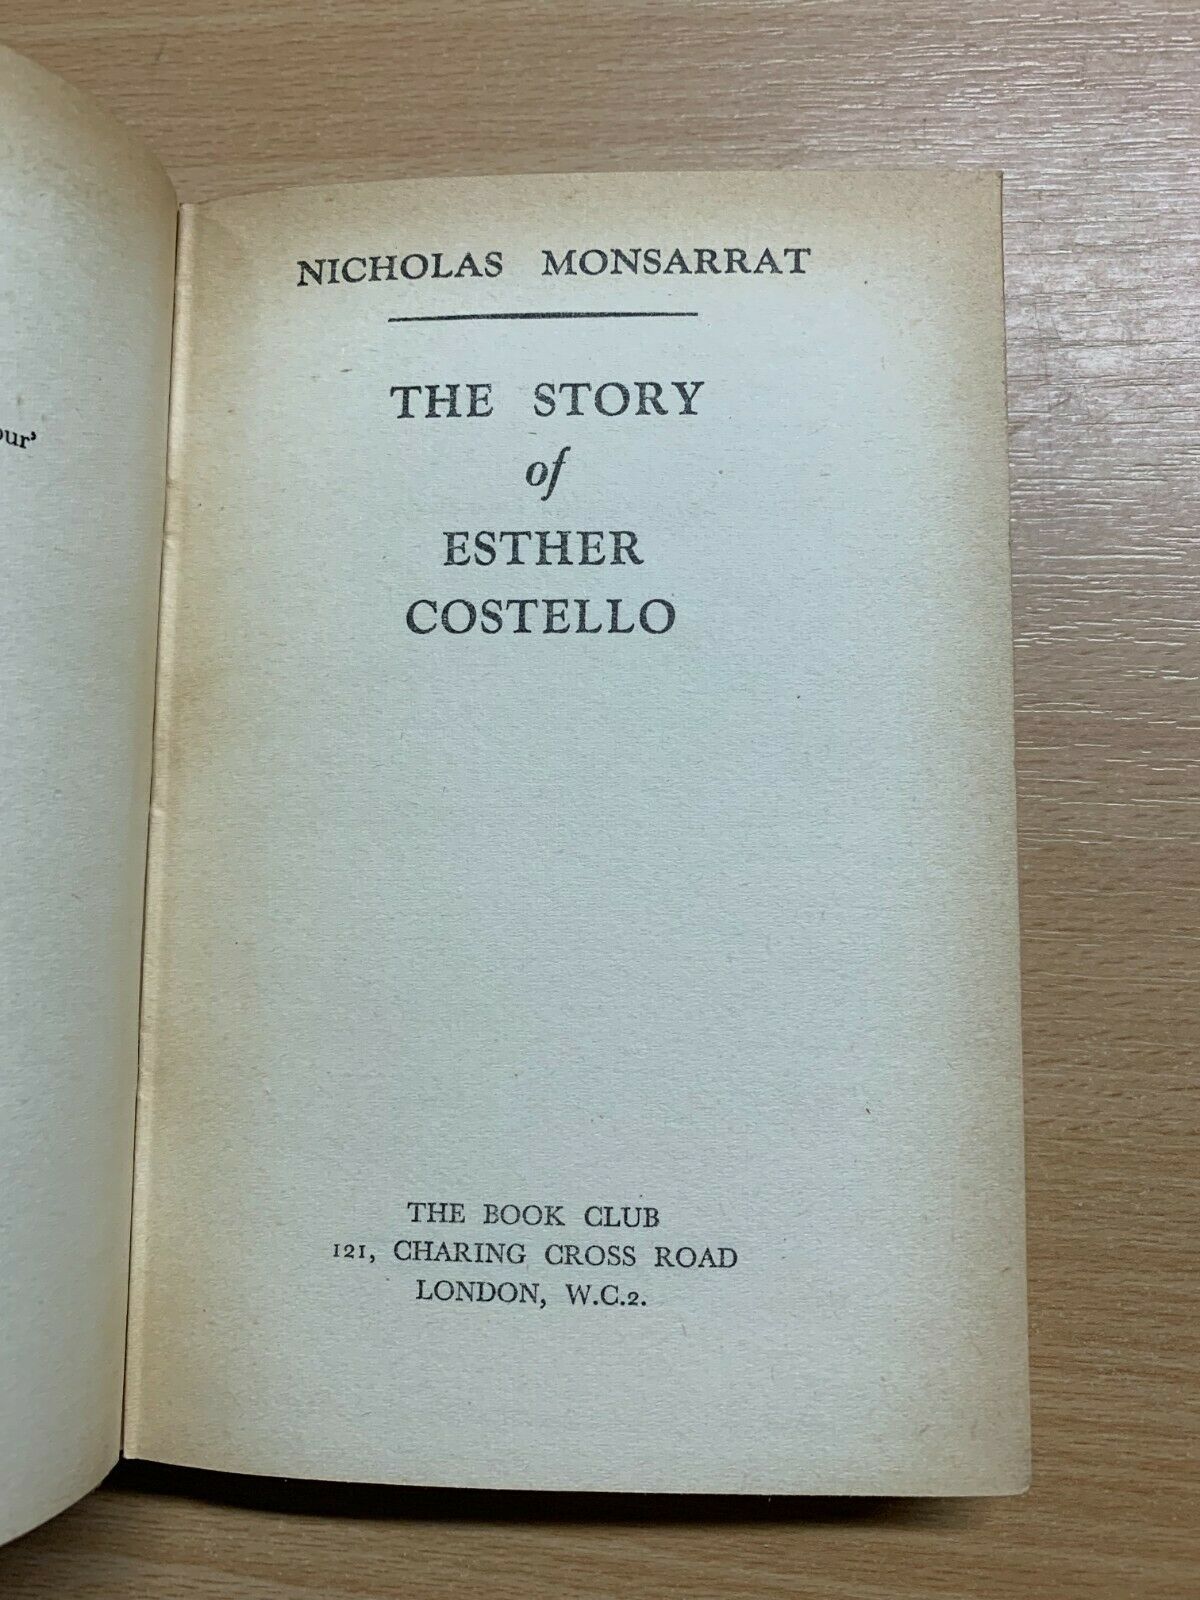 NICHOLAS MONSARRAT
THE STORY
of
ESTHER
COSTELLO
THE BOOK CLUB
121, CHARING CROSS ROAD
LONDON, W.C.2.